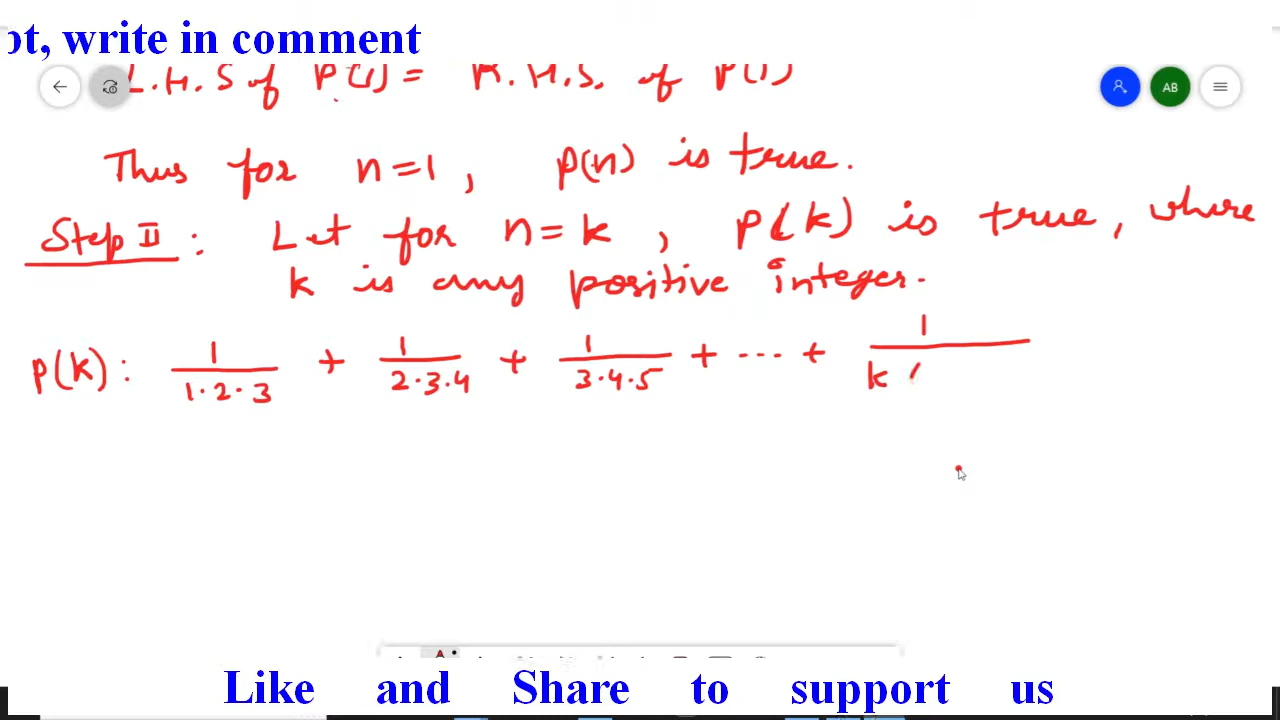 ot, write in comment
L.H.S of P(1) = R.H.S. of P(1)
AB
Thus for n=1, P(n) is true.
Step II: Let for n=k, P(k) is true, where
k is any positive integer.
P(k): 1/(1·2·3) + 1/(2·3·4) + 1/(3·4·5) + ... + 1/(k (
Like and Share to support us